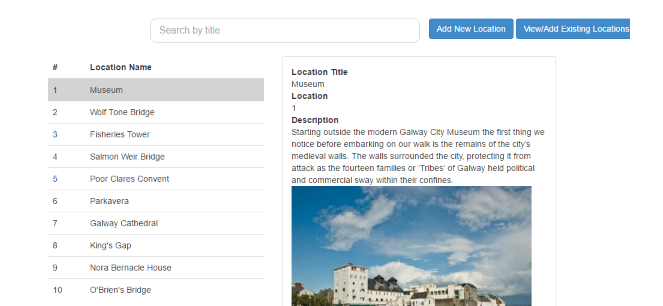 Search by title
Add New Location
View/Add Existing Locations
# Location Name
1 Museum
2 Wolf Tone Bridge
3 Fisheries Tower
4 Salmon Weir Bridge
5 Poor Clares Convent
6 Parkavera
7 Galway Cathedral
8 King's Gap
9 Nora Bernacle House
10 O'Brien's Bridge
Location Title
Museum
Location
1
Description
Starting outside the modern Galway City Museum the first thing we
notice before embarking on our walk is the remains of the city's
medieval walls. The walls surrounded the city, protecting it from
attack as the fourteen families or 'Tribes' of Galway held political
and commercial sway within their confines.